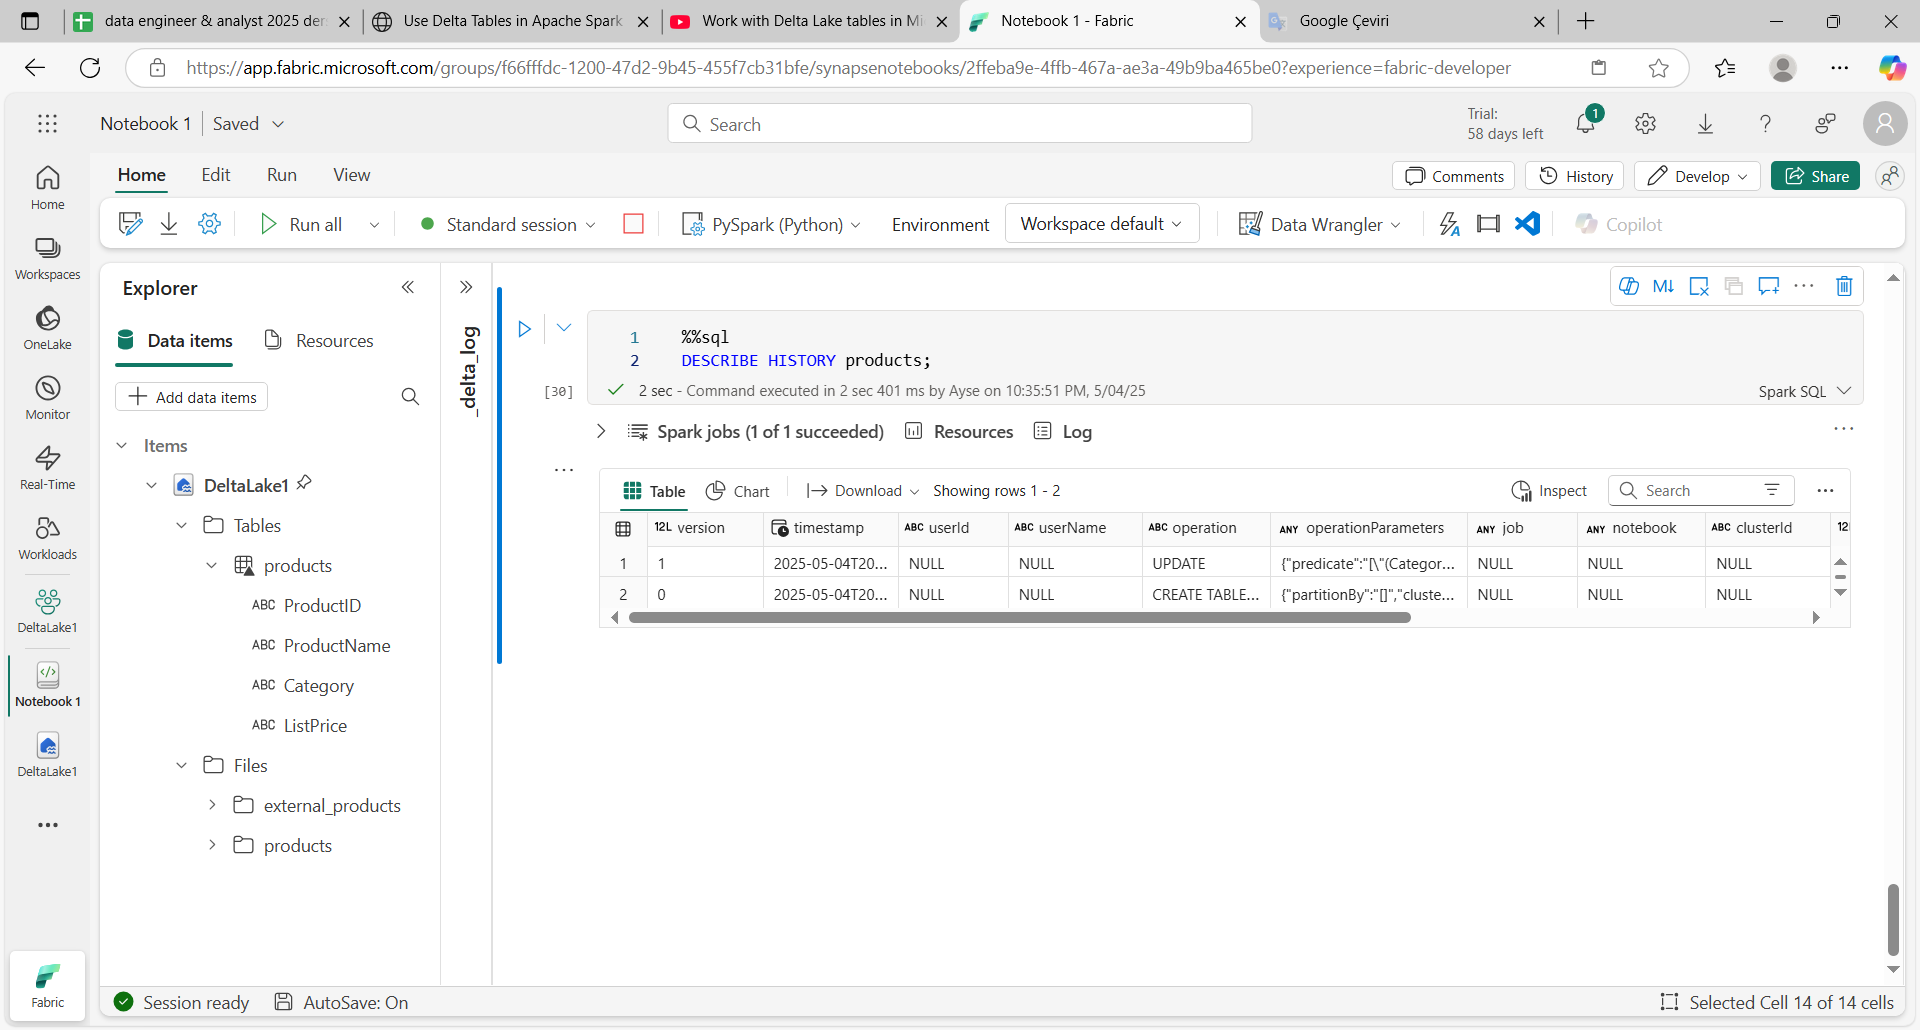 data engineer & analyst 2025 der
Use Delta Tables in Apache Spark
Work with Delta Lake tables in Mi
Notebook 1 - Fabric
Google Çeviri
https://app.fabric.microsoft.com/groups/f66fffdc-1200-47d2-9b45-455f7cb31bfe/synapsenotebooks/2ffeba9e-4ffb-467a-ae3a-49b9ba465be0?experience=fabric-developer
Notebook 1
Saved
Search
Trial:
58 days left
1
Home
Edit
Run
View
Comments
History
Develop
Share
Run all
Standard session
PySpark (Python)
Environment
Workspace default
Data Wrangler
Copilot
Home
Workspaces
OneLake
Monitor
Real-Time
Workloads
DeltaLake1
Notebook 1
DeltaLake1
Fabric
Explorer
Data items
Resources
Add data items
Items
DeltaLake1
Tables
products
ABC ProductID
ABC ProductName
ABC Category
ABC ListPrice
Files
external_products
products
_delta_log
M↓
1 %%sql
2 DESCRIBE HISTORY products;
[30]
2 sec - Command executed in 2 sec 401 ms by Ayse on 10:35:51 PM, 5/04/25
Spark SQL
Spark jobs (1 of 1 succeeded)
Resources
Log
Table
Chart
Download
Showing rows 1 - 2
Inspect
Search
12L version timestamp ABC userId ABC userName ABC operation ANY operationParameters ANY job ANY notebook ABC clusterId 12
1 1 2025-05-04T20... NULL NULL UPDATE {"predicate":"[\"(Categor... NULL NULL NULL
2 0 2025-05-04T20... NULL NULL CREATE TABLE... {"partitionBy":"[]","cluste... NULL NULL NULL
Session ready
AutoSave: On
Selected Cell 14 of 14 cells